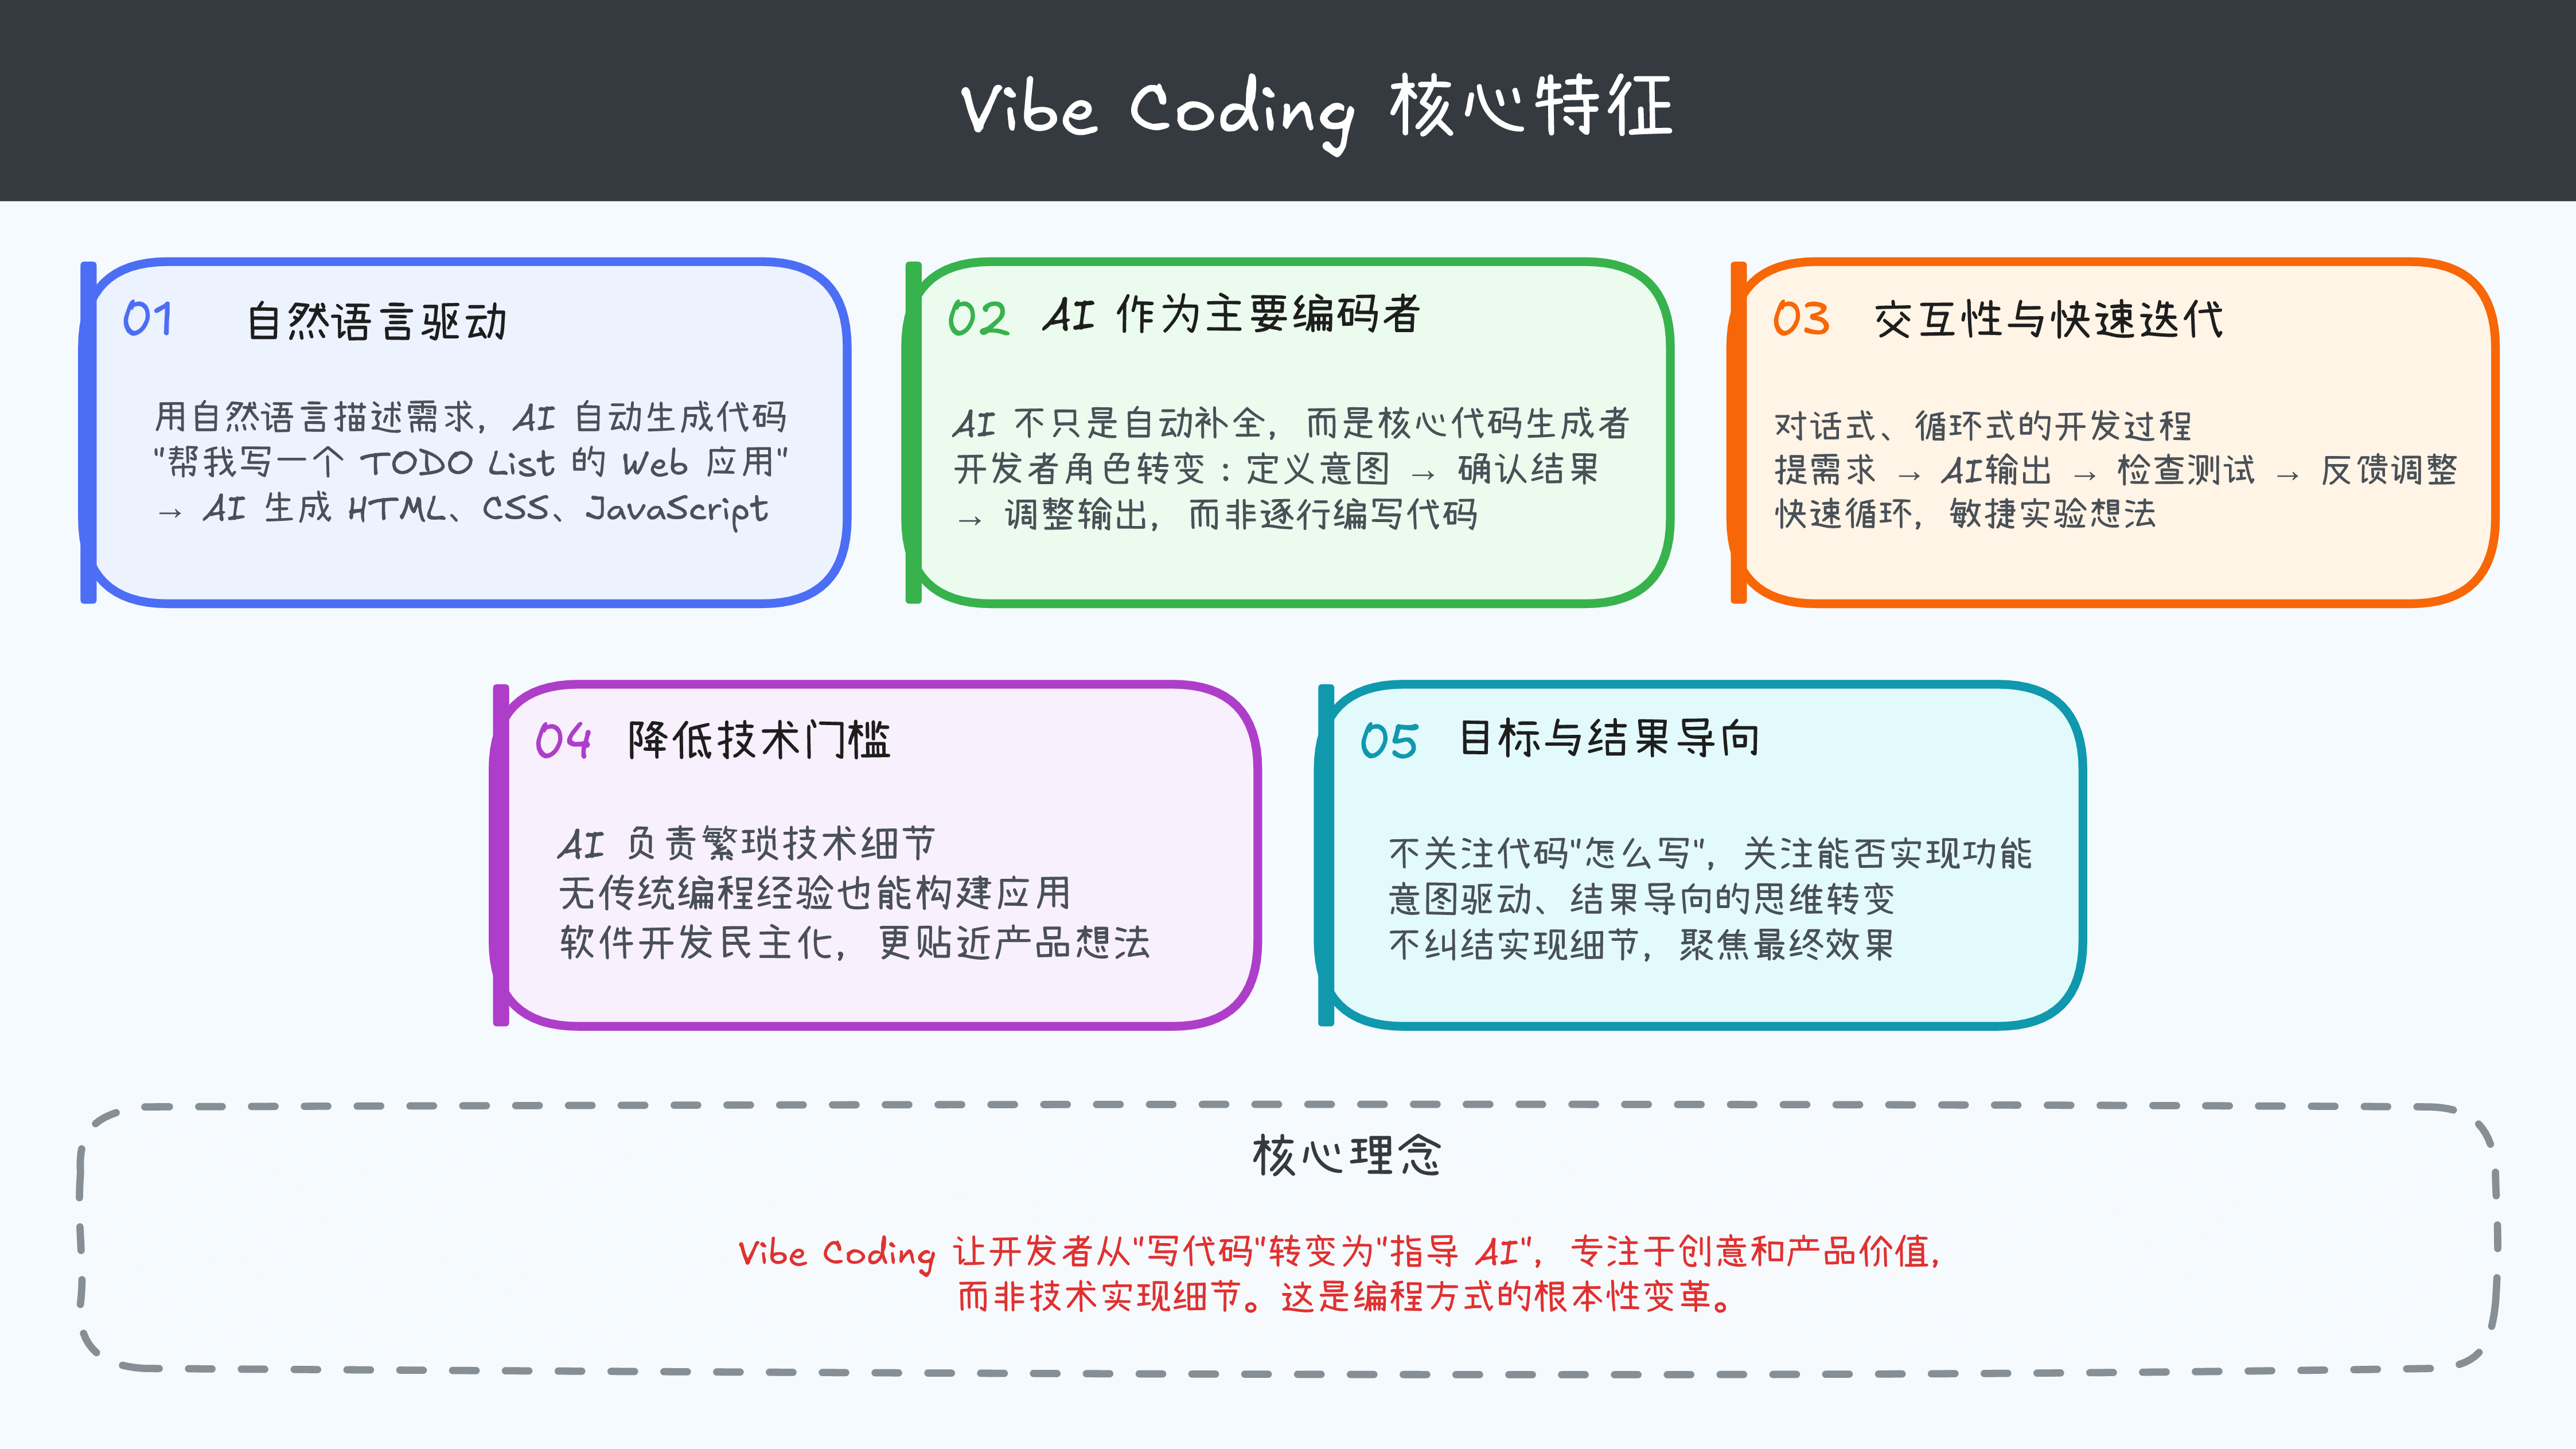 Vibe Coding 核心特征
01 自然语言驱动
用自然语言描述需求，AI 自动生成代码
"帮我写一个 TODO List 的 Web 应用"
→ AI 生成 HTML、CSS、JavaScript
02 AI 作为主要编码者
AI 不只是自动补全，而是核心代码生成者
开发者角色转变：定义意图 → 确认结果
→ 调整输出，而非逐行编写代码
03 交互性与快速迭代
对话式、循环式的开发过程
提需求 → AI输出 → 检查测试 → 反馈调整
快速循环，敏捷实验想法
04 降低技术门槛
AI 负责繁琐技术细节
无传统编程经验也能构建应用
软件开发民主化，更贴近产品想法
05 目标与结果导向
不关注代码"怎么写"，关注能否实现功能
意图驱动、结果导向的思维转变
不纠结实现细节，聚焦最终效果
核心理念
Vibe Coding 让开发者从"写代码"转变为"指导 AI"，专注于创意和产品价值，
而非技术实现细节。这是编程方式的根本性变革。